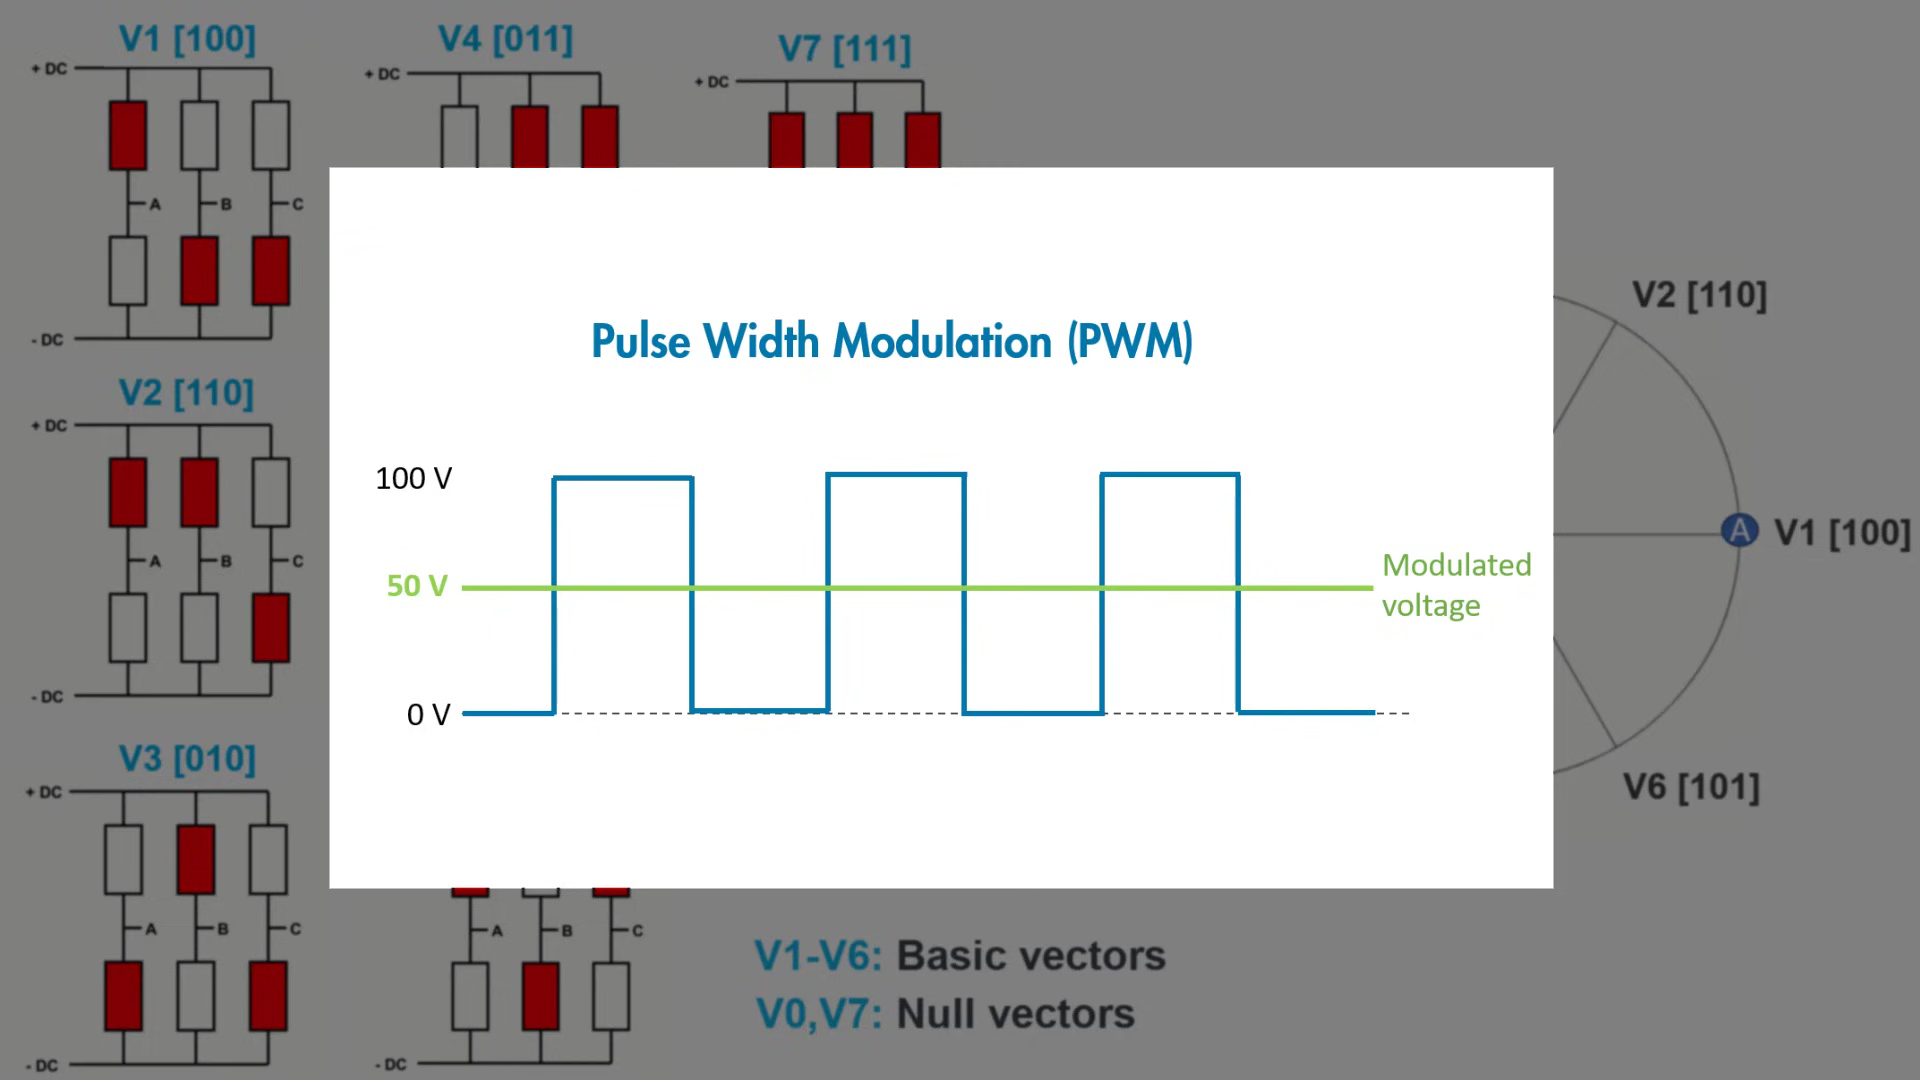 V1 [100]
+ DC
A
B
C
- DC
V4 [011]
+ DC
V7 [111]
+ DC
V2 [110]
+ DC
A
B
C
- DC
V3 [010]
+ DC
A
B
C
- DC
Pulse Width Modulation (PWM)
100 V
50 V
0 V
Modulated
voltage
V2 [110]
A
V1 [100]
V6 [101]
A
B
C
- DC
V1-V6: Basic vectors
V0,V7: Null vectors